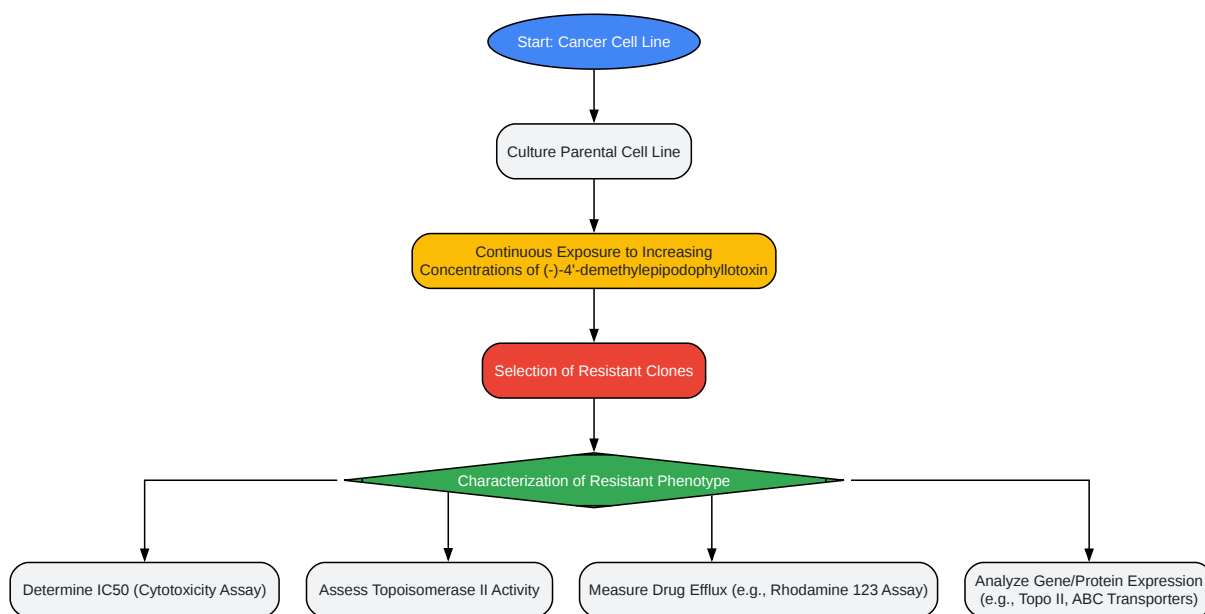 Start: Cancer Cell Line
Culture Parental Cell Line
Continuous Exposure to Increasing
Concentrations of (-)-4'-demethylepipodophyllotoxin
Selection of Resistant Clones
Characterization of Resistant Phenotype
Determine IC50 (Cytotoxicity Assay)
Assess Topoisomerase II Activity
Measure Drug Efflux (e.g., Rhodamine 123 Assay)
Analyze Gene/Protein Expression
(e.g., Topo II, ABC Transporters)